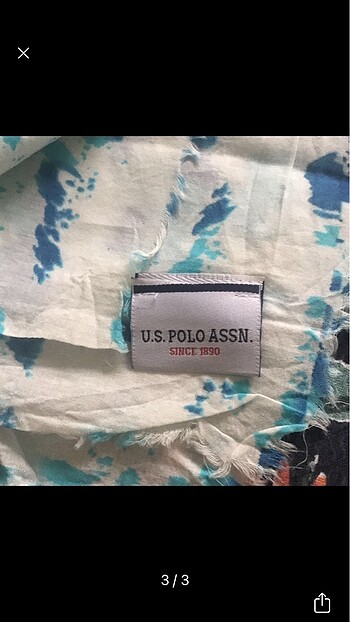 U.S. POLO ASSN.
SINCE 1890
3/3